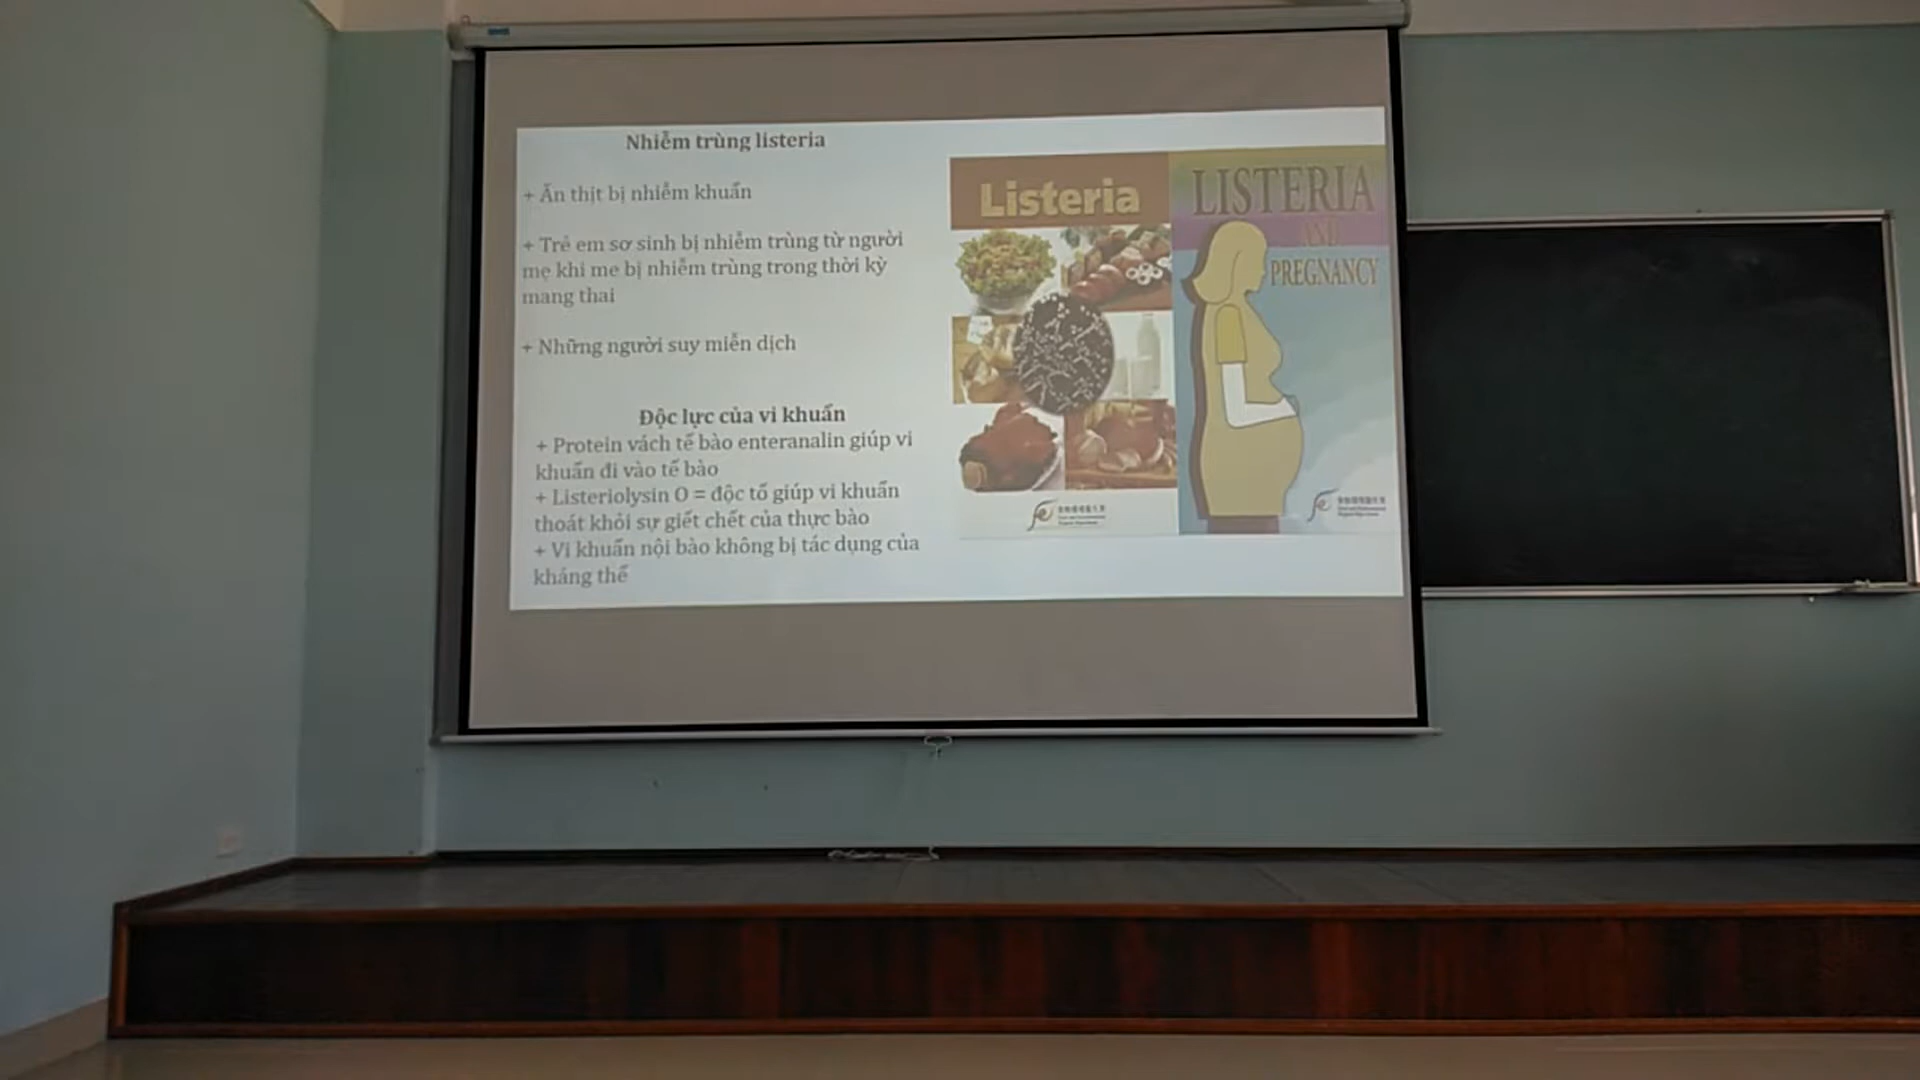 Nhiễm trùng listeria
+ Ăn thịt bị nhiễm khuẩn
+ Trẻ em sơ sinh bị nhiễm trùng từ người
mẹ khi mẹ bị nhiễm trùng trong thời kỳ
mang thai
+ Những người suy miễn dịch
Độc lực của vi khuẩn
+ Protein vách tế bào enteranalin giúp vi
khuẩn đi vào tế bào
+ Listeriolysin O = độc tố giúp vi khuẩn
thoát khỏi sự giết chết của thực bào
+ Vi khuẩn nội bào không bị tác dụng của
kháng thể
Listeria
LISTERIA
AND
PREGNANCY